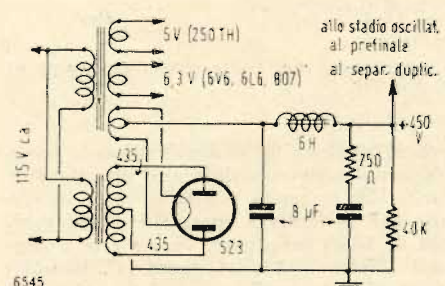 5V (250TH)
allo stadio oscillat.
al prefinale
al separ. duplic.
6,3 V (6V6, 6L6, 807)
115 V c.a
+450
V
6H
435
750
Ω
8 µF
40K
435
523
6545